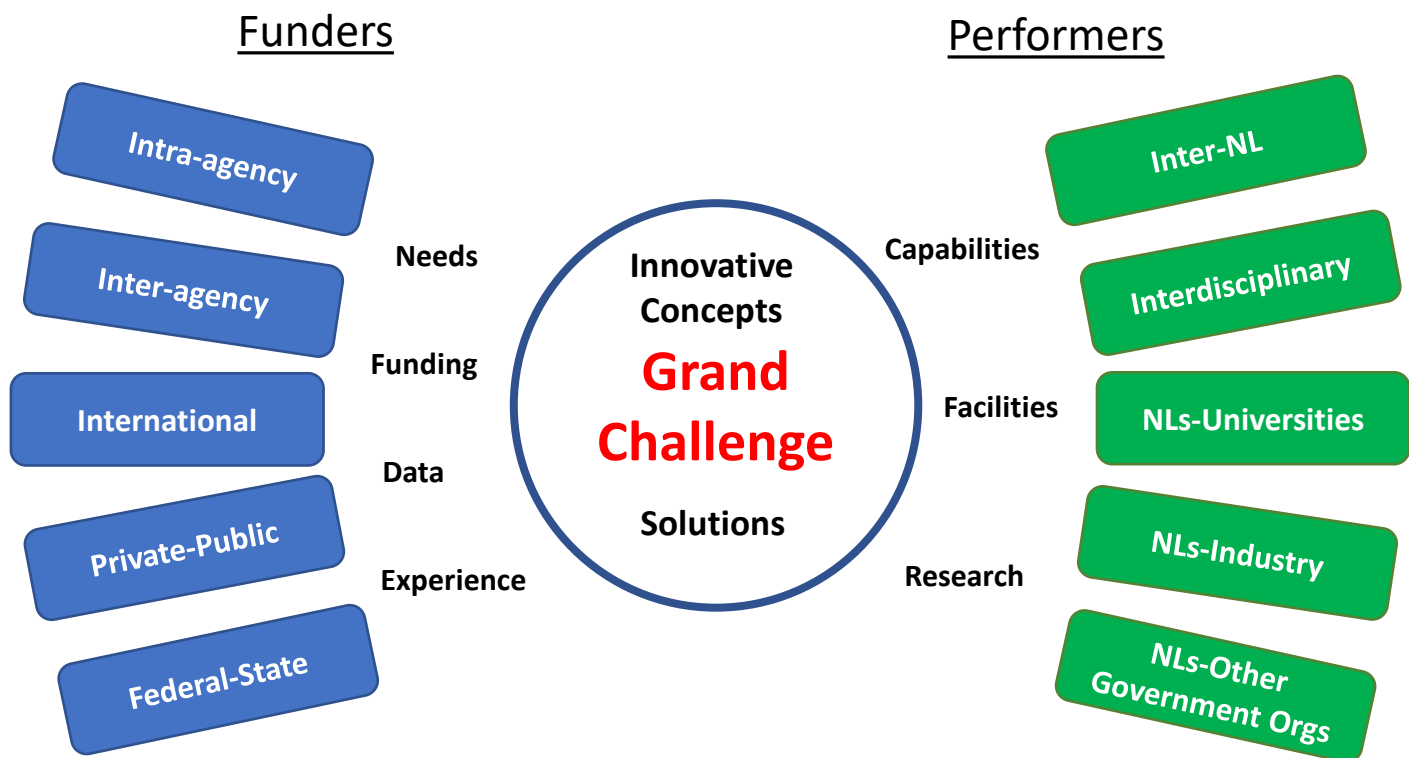 Funders
Performers
Intra-agency
Inter-agency
International
Private-Public
Federal-State
Needs
Funding
Data
Experience
Innovative
Concepts
Grand
Challenge
Solutions
Capabilities
Facilities
Research
Inter-NL
Interdisciplinary
NLs-Universities
NLs-Industry
NLs-Other
Government Orgs